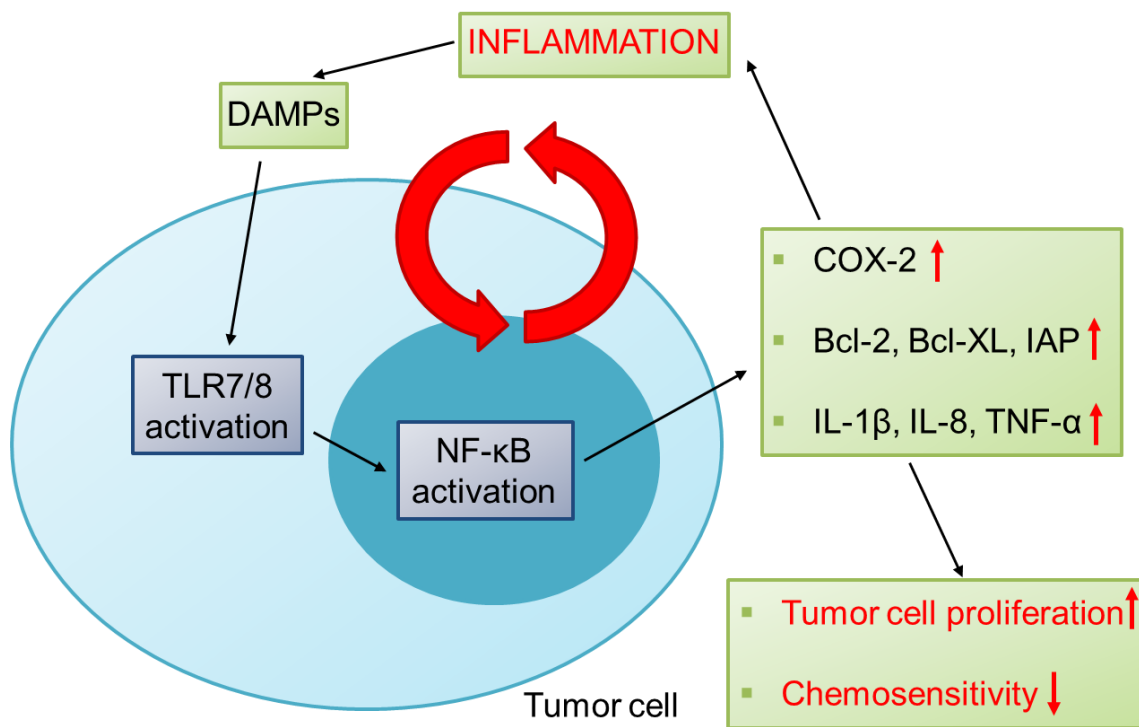 INFLAMMATION
DAMPs
COX-2
Bcl-2, Bcl-XL, IAP
IL-1β, IL-8, TNF-α
TLR7/8
activation
NF-κB
activation
Tumor cell proliferation
Chemosensitivity
Tumor cell